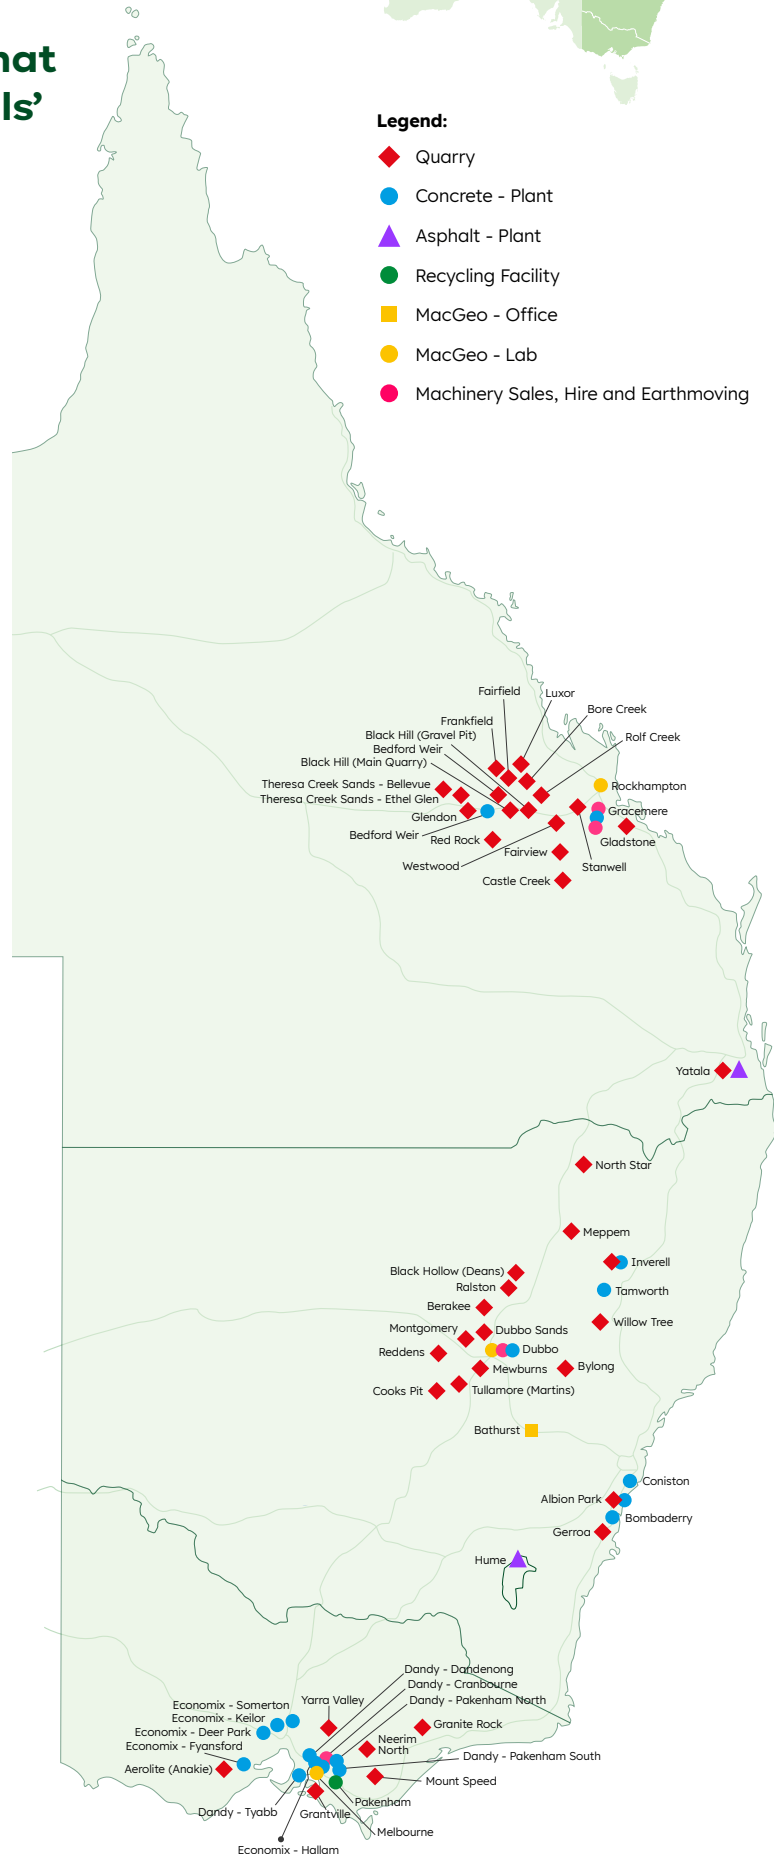 hat
ls’
Legend:
Quarry
Concrete - Plant
Asphalt - Plant
Recycling Facility
MacGeo - Office
MacGeo - Lab
Machinery Sales, Hire and Earthmoving
Fairfield
Luxor
Bore Creek
Frankfield
Black Hill (Gravel Pit)
Rolf Creek
Bedford Weir
Black Hill (Main Quarry)
Theresa Creek Sands - Bellevue
Rockhampton
Theresa Creek Sands - Ethel Glen
Gracemere
Glendon
Bedford Weir
Red Rock
Gladstone
Fairview
Westwood
Stanwell
Castle Creek
Yatala
North Star
Meppem
Inverell
Black Hollow (Deans)
Ralston
Tamworth
Berakee
Willow Tree
Montgomery
Dubbo Sands
Reddens
Dubbo
Mewburns
Bylong
Cooks Pit
Tullamore (Martins)
Bathurst
Coniston
Albion Park
Bombaderry
Gerroa
Hume
Dandy - Dandenong
Dandy - Cranbourne
Dandy - Pakenham North
Economix - Somerton
Yarra Valley
Economix - Keilor
Granite Rock
Economix - Deer Park
Neerim
North
Economix - Fyansford
Dandy - Pakenham South
Aerolite (Anakie)
Mount Speed
Pakenham
Dandy - Tyabb
Grantville
Melbourne
Economix - Hallam